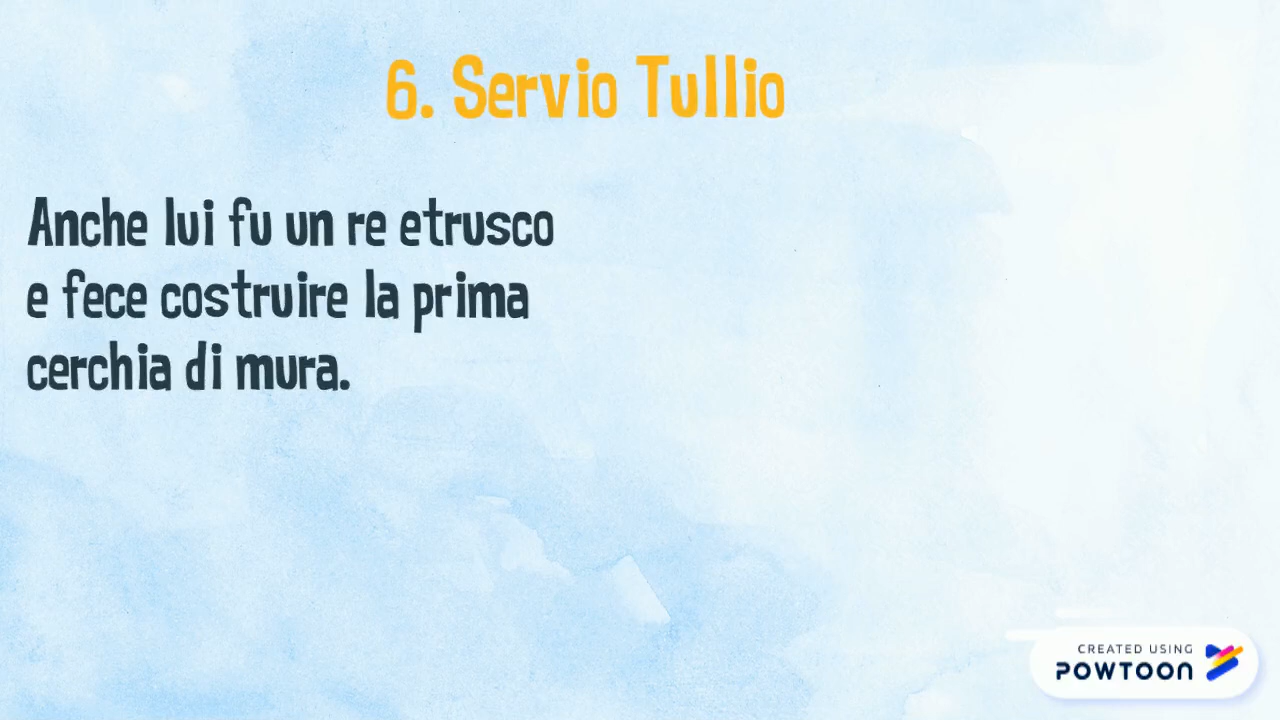 6. Servio Tullio
Anche lui fu un re etrusco
e fece costruire la prima
cerchia di mura.
CREATED USING
POWTOON